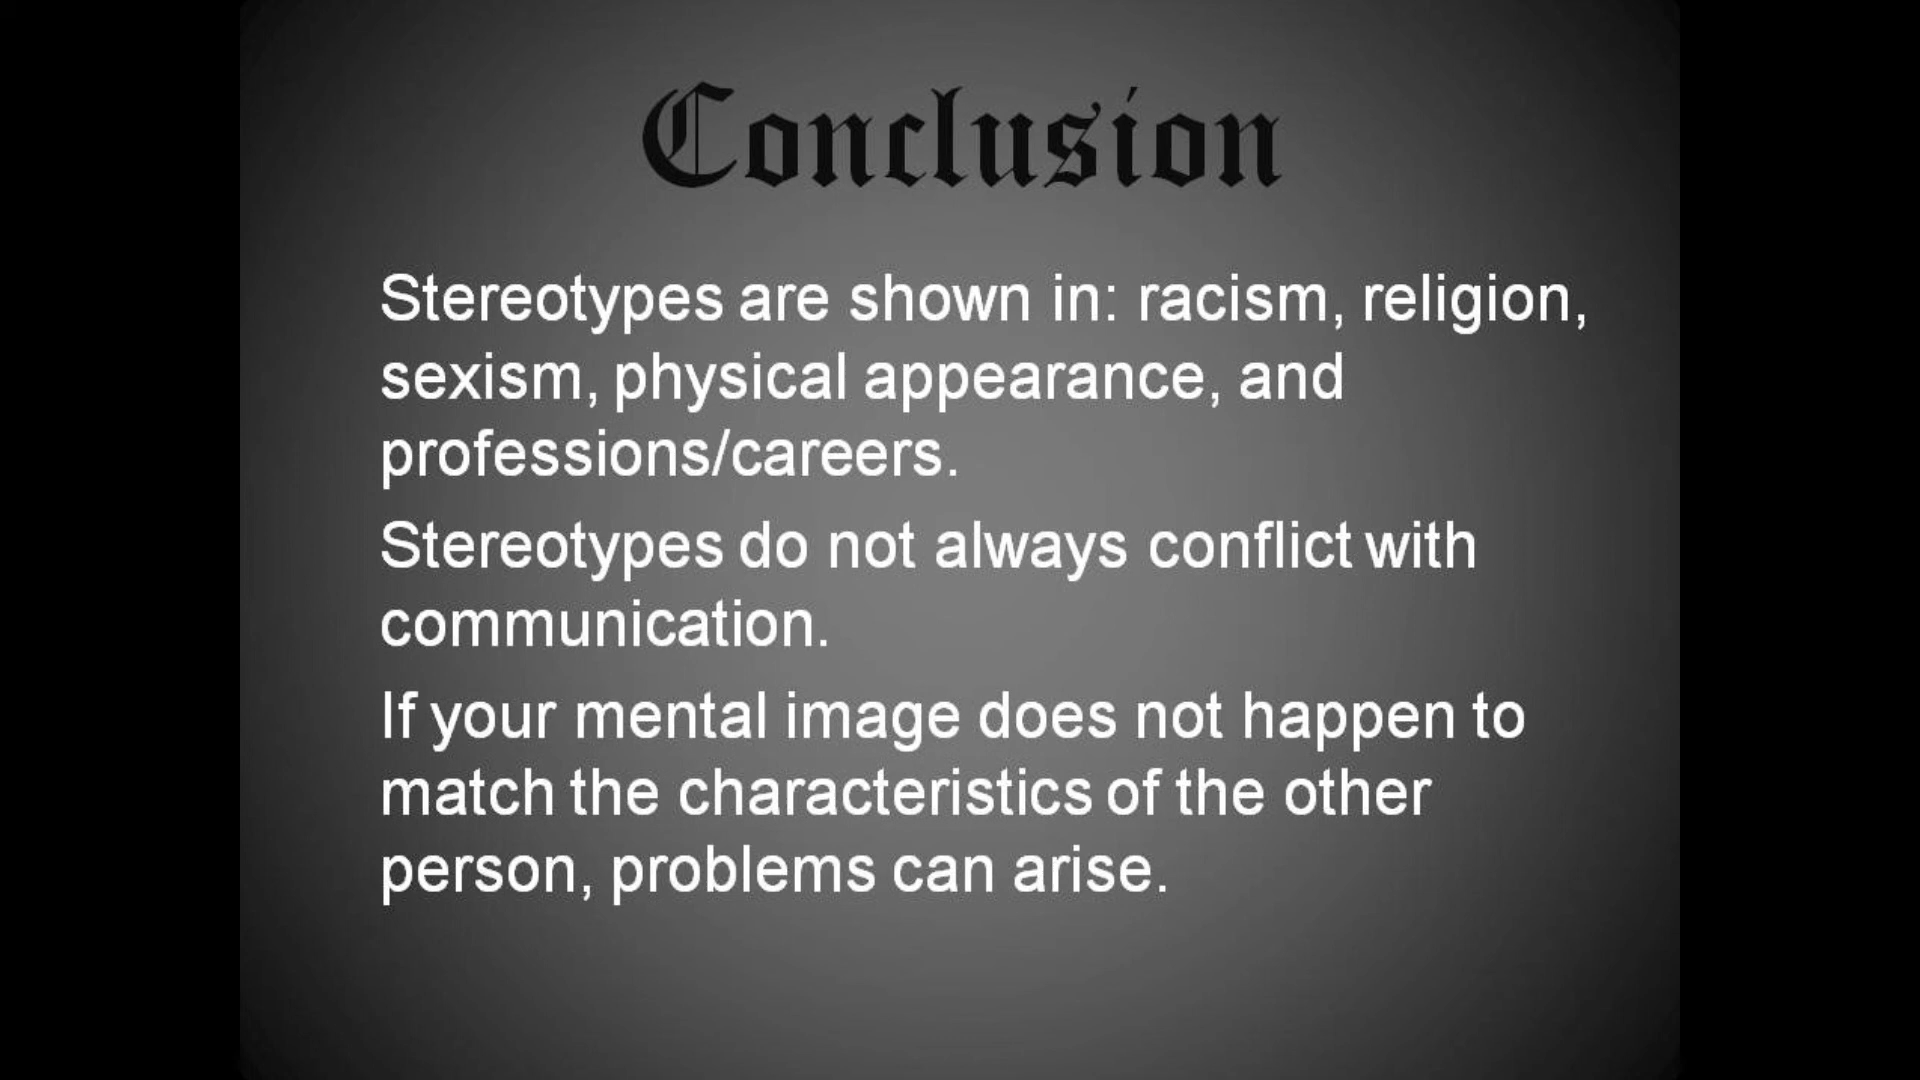 Conclusion
Stereotypes are shown in: racism, religion,
sexism, physical appearance, and
professions/careers.
Stereotypes do not always conflict with
communication.
If your mental image does not happen to
match the characteristics of the other
person, problems can arise.